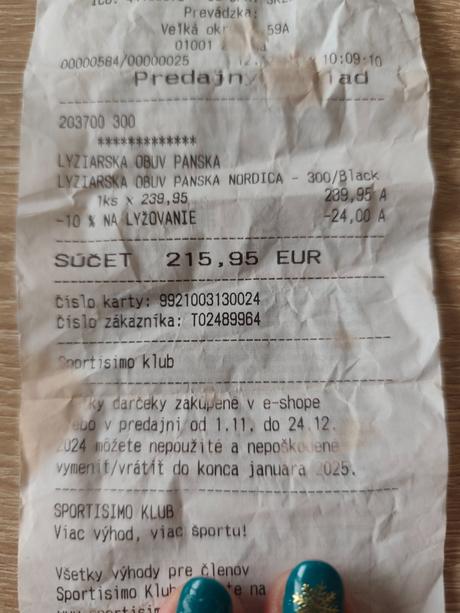 Prevádzka:
Veľká 59A
01001
00000584/00000025 10:09:10
203700 300
*************
LYZIARSKA OBUV PANSKA
LYZIARSKA OBUV PANSKA NORDICA - 300/Black
1ks x 239,95 239,95 A
-10 % NA LYŽOVANIE -24,00 A
SÚČET 215,95 EUR
Číslo karty: 9921003130024
Číslo zákazníka: T02489964
Sportisimo klub
darčeky zakúpené v e-shope
v predajni od 1.11. do 24.12.
2024 môžete nepoužité a nepoškodené
vymeniť/vrátiť do konca januára 2025.
SPORTISIMO KLUB
Viac výhod, viac športu!
Všetky výhody pre členov
Sportisimo na